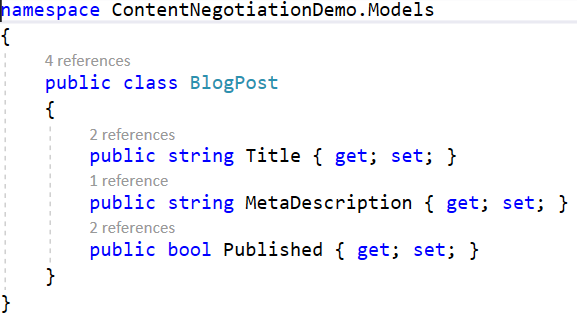 namespace ContentNegotiationDemo.Models
{
4 references
public class BlogPost
{
2 references
public string Title { get; set; }
1 reference
public string MetaDescription { get; set; }
2 references
public bool Published { get; set; }
}
}